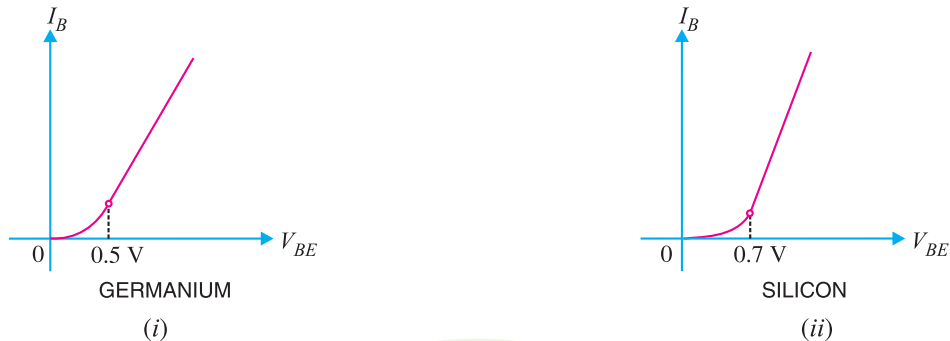 I_B
0
0.5 V
V_BE
GERMANIUM
(i)
I_B
0
0.7 V
V_BE
SILICON
(ii)